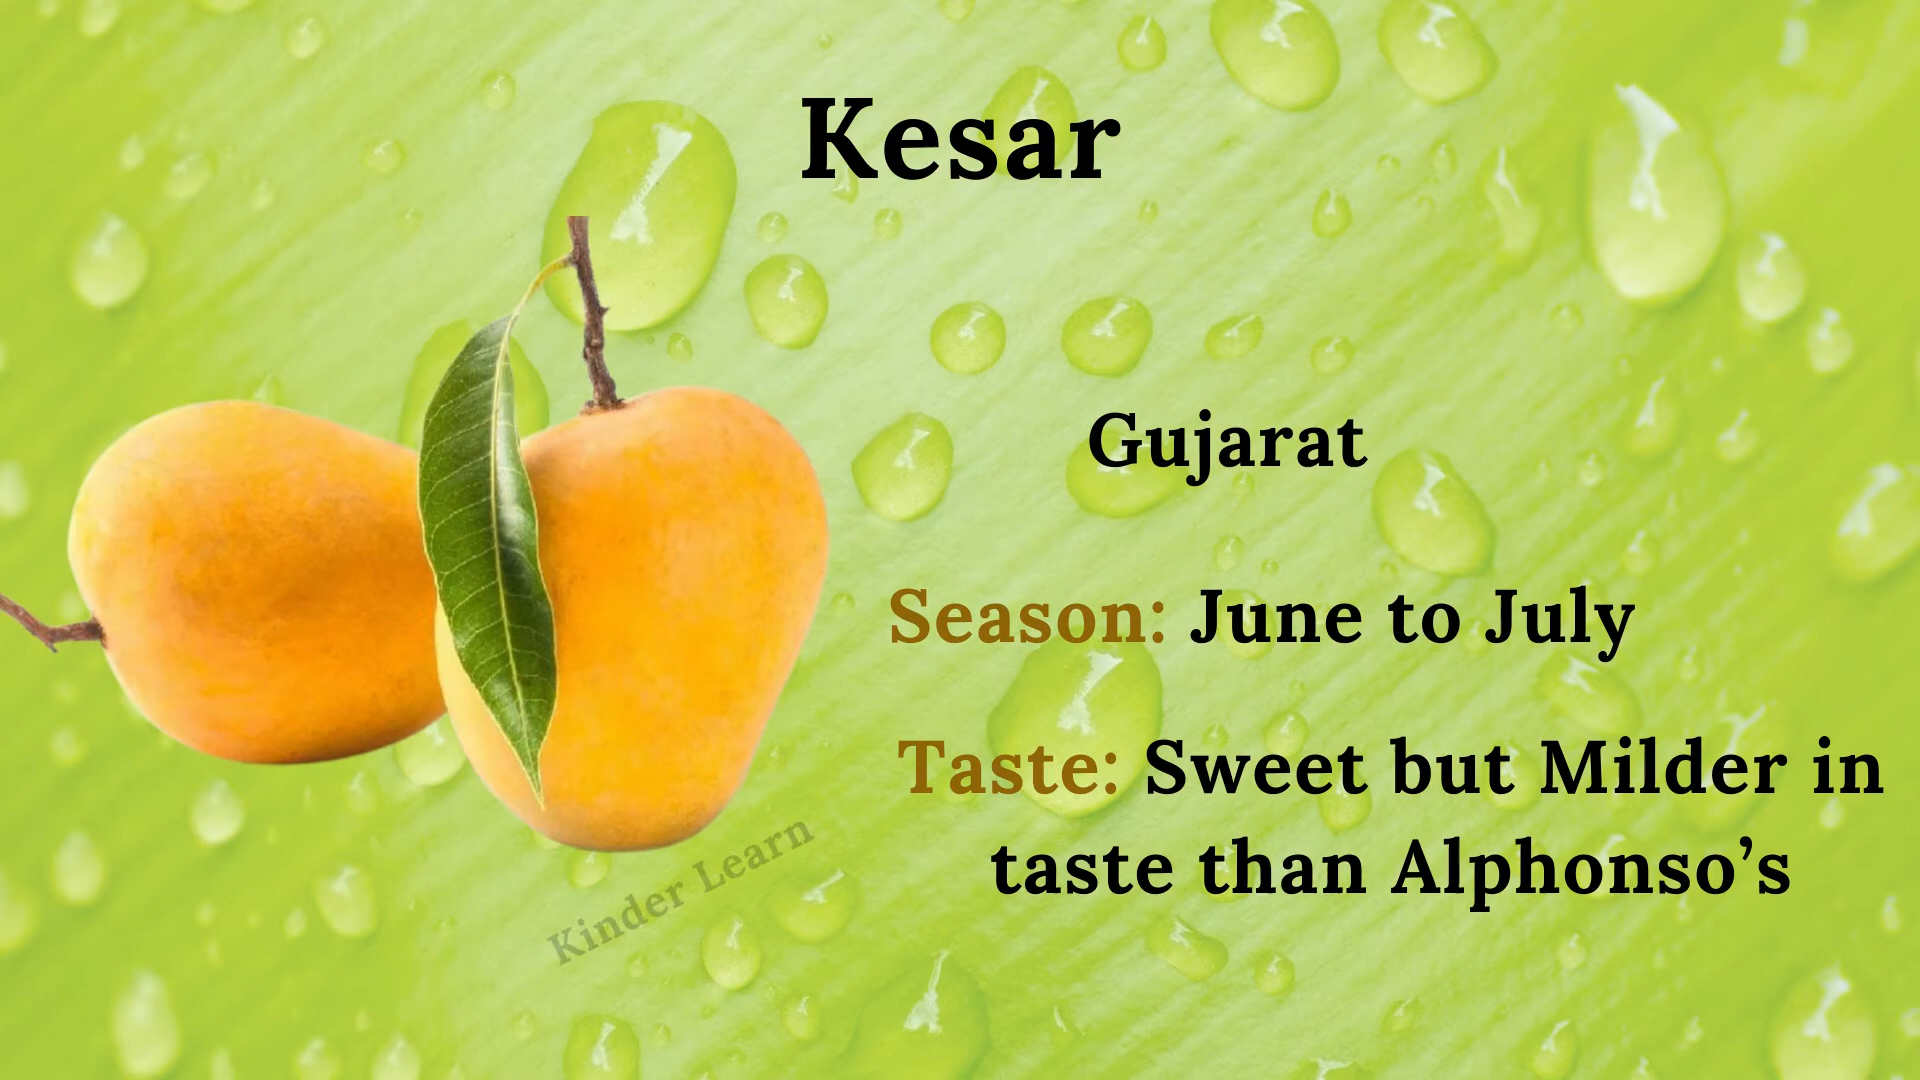 Kesar
Gujarat
Season: June to July
Taste: Sweet but Milder in
taste than Alphonso’s
Kinder Learn